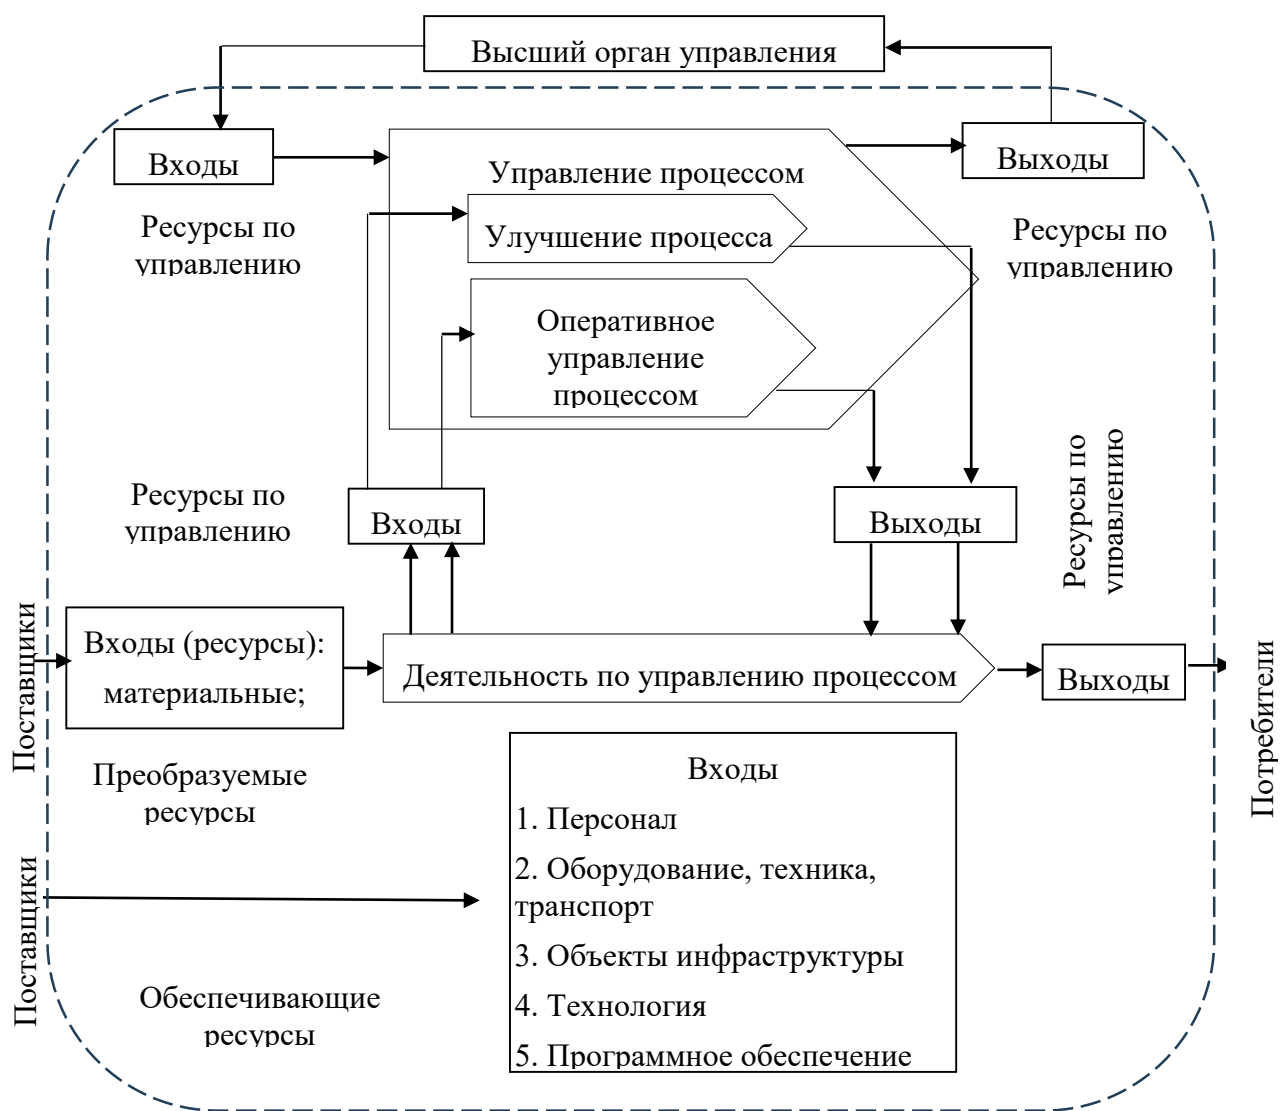 Высший орган управления
Входы
Управление процессом
Выходы
Ресурсы по
управлению
Улучшение процесса
Ресурсы по
управлению
Оперативное
управление
процессом
Ресурсы по
управлению
Входы
Выходы
Ресурсы по
управлению
Поставщики
Входы (ресурсы):
материальные;
Деятельность по управлению процессом
Выходы
Потребители
Преобразуемые
ресурсы
Поставщики
Входы
1. Персонал
2. Оборудование, техника,
транспорт
3. Объекты инфраструктуры
4. Технология
5. Программное обеспечение
Обеспечивающие
ресурсы